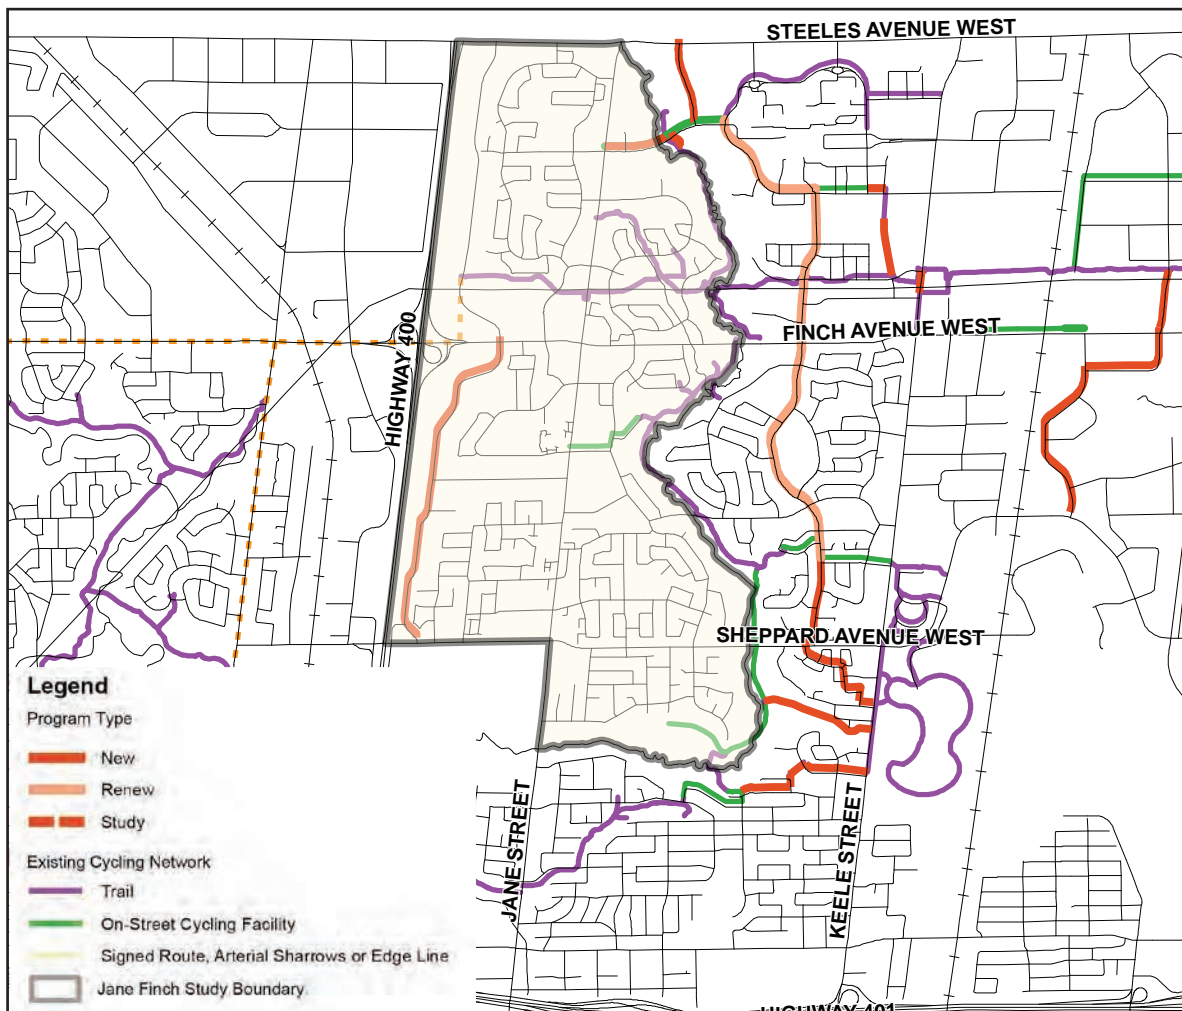 STEELES AVENUE WEST
HIGHWAY 400
FINCH AVENUE WEST
SHEPPARD AVENUE WEST
Legend
Program Type
New
Renew
Study
Existing Cycling Network
Trail
On-Street Cycling Facility
Signed Route, Arterial Sharrows or Edge Line
Jane Finch Study Boundary
JANE STREET
KEELE STREET
HIGHWAY 401